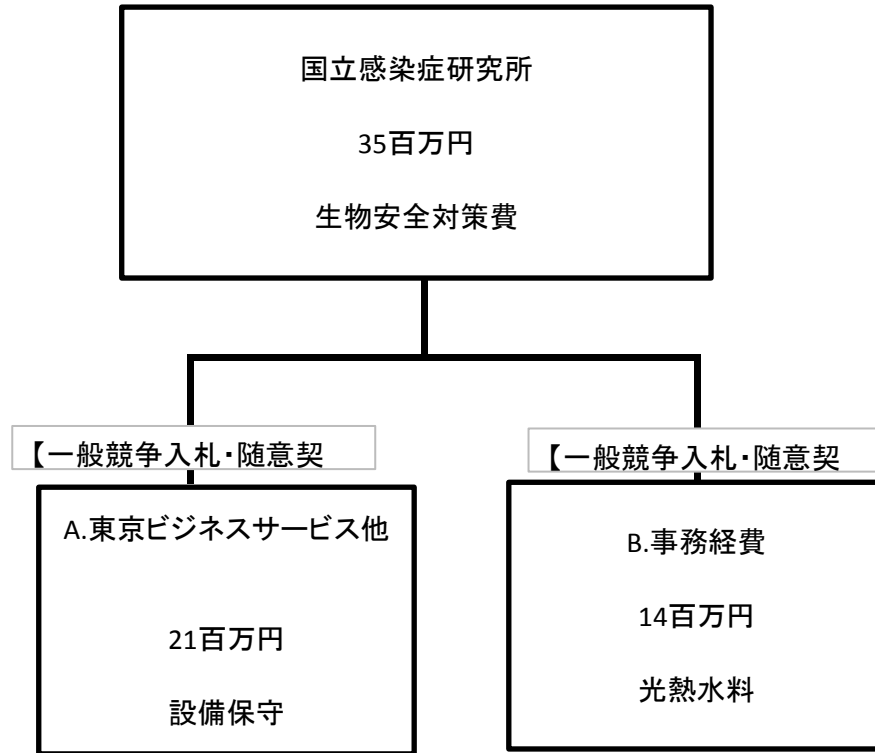 国立感染症研究所
35百万円
生物安全対策費
【一般競争入札・随意契
【一般競争入札・随意契
A.東京ビジネスサービス他
21百万円
設備保守
B.事務経費
14百万円
光熱水料